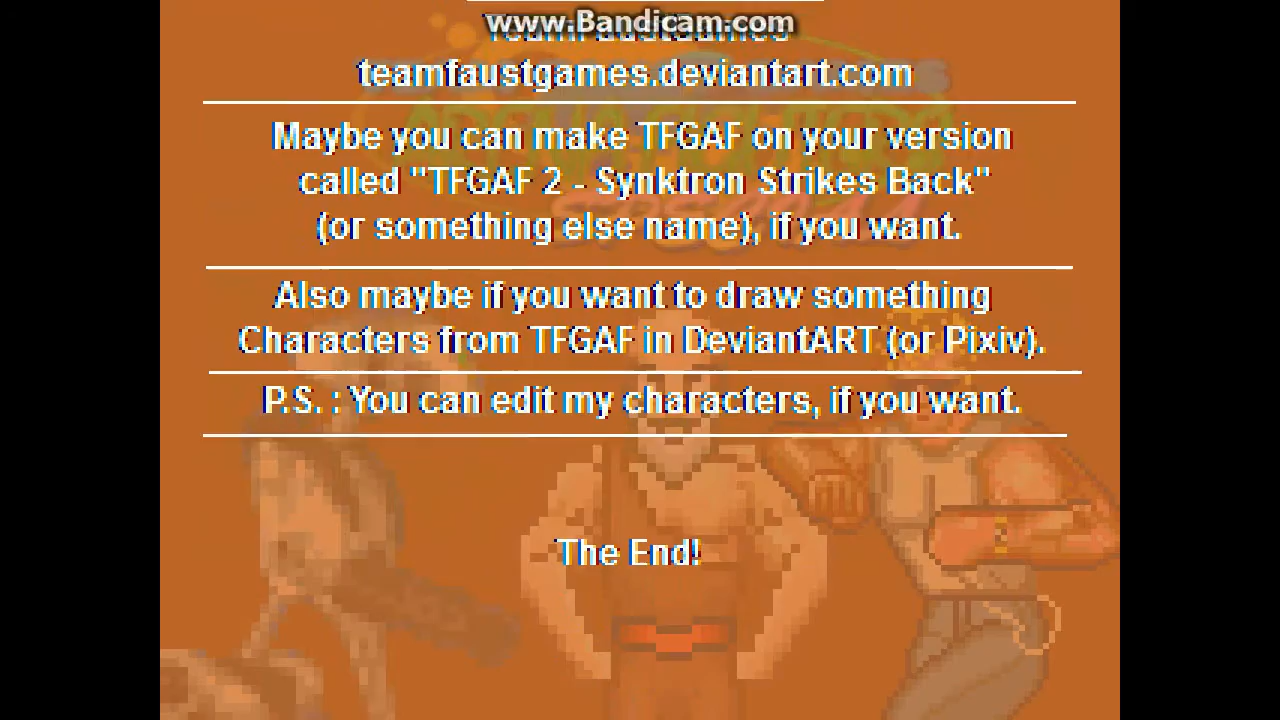 www.Bandicam.com
TeamFaustGames
teamfaustgames.deviantart.com
Maybe you can make TFGAF on your version
called "TFGAF 2 - Synktron Strikes Back"
(or something else name), if you want.
Also maybe if you want to draw something
Characters from TFGAF in DeviantART (or Pixiv).
P.S. : You can edit my characters, if you want.
The End!